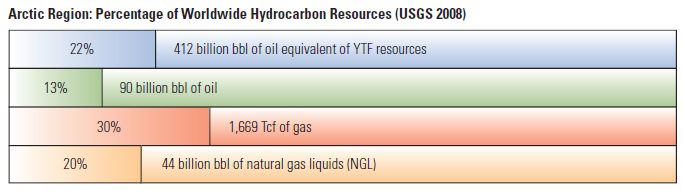 Arctic Region: Percentage of Worldwide Hydrocarbon Resources (USGS 2008)
22% 412 billion bbl of oil equivalent of YTF resources
13% 90 billion bbl of oil
30% 1,669 Tcf of gas
20% 44 billion bbl of natural gas liquids (NGL)